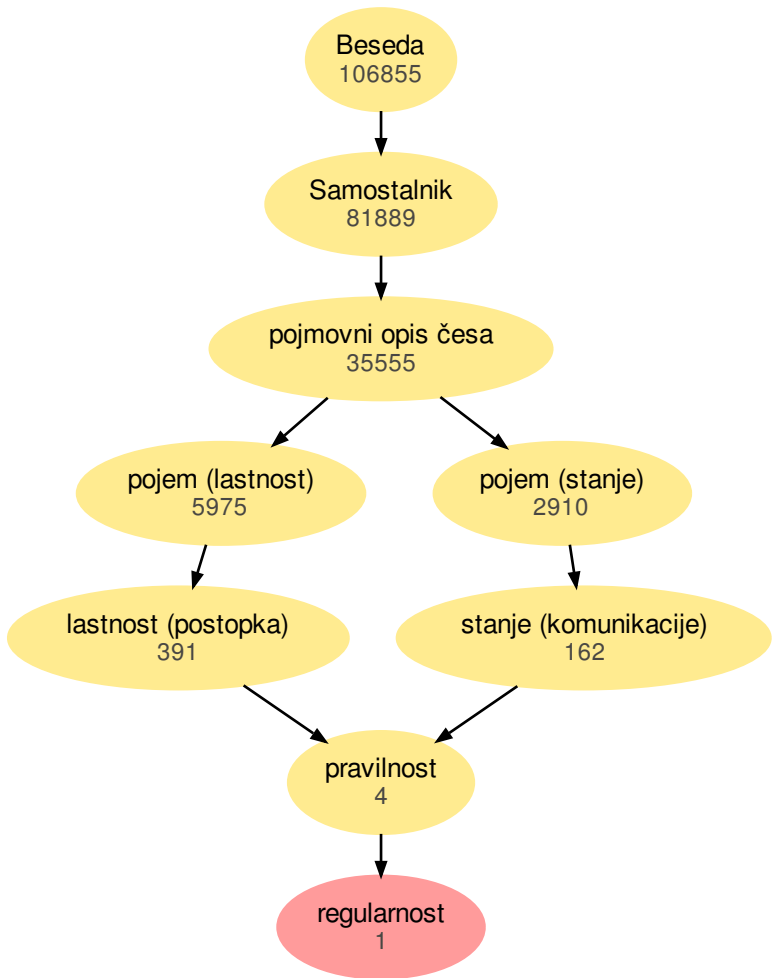 Beseda
106855
Samostalnik
81889
pojmovni opis česa
35555
pojem (lastnost)
5975
pojem (stanje)
2910
lastnost (postopka)
391
stanje (komunikacije)
162
pravilnost
4
regularnost
1